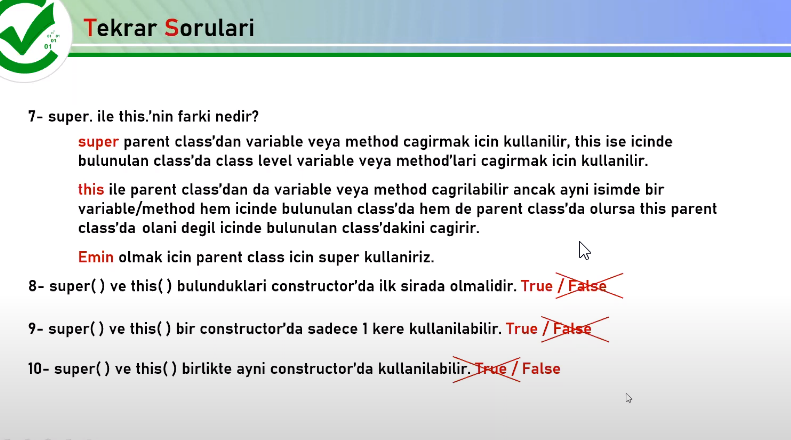 Tekrar Sorulari
01 01
01
01
7- super. ile this.'nin farki nedir?
super parent class'dan variable veya method cagirmak icin kullanilir, this ise icinde
bulunulan class'da class level variable veya method'lari cagirmak icin kullanilir.
this ile parent class'dan da variable veya method cagrilabilir ancak ayni isimde bir
variable/method hem icinde bulunulan class'da hem de parent class'da olursa this parent
class'da olani degil icinde bulunulan class'dakini cagirir.
Emin olmak icin parent class icin super kullaniriz.
8- super( ) ve this( ) bulunduklari constructor'da ilk sirada olmalidir. True / False
9- super( ) ve this( ) bir constructor'da sadece 1 kere kullanilabilir. True / False
10- super( ) ve this( ) birlikte ayni constructor'da kullanilabilir. True / False